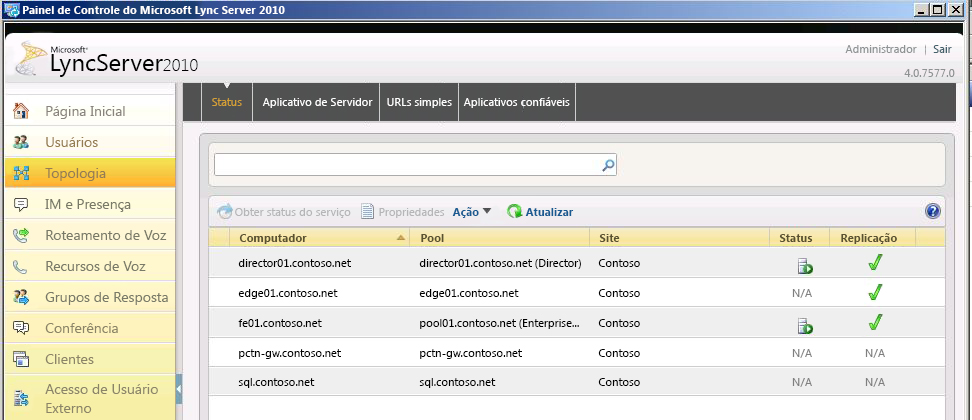 Painel de Controle do Microsoft Lync Server 2010
Microsoft®
LyncServer2010
Administrador | Sair
4.0.7577.0
Página Inicial
Usuários
Topologia
IM e Presença
Roteamento de Voz
Recursos de Voz
Grupos de Resposta
Conferência
Clientes
Acesso de Usuário
Externo
Status Aplicativo de Servidor URLs simples Aplicativos confiáveis
Obter status do serviço Propriedades Ação Atualizar ?
Computador Pool Site Status Replicação
director01.contoso.net director01.contoso.net (Director) Contoso
edge01.contoso.net edge01.contoso.net Contoso N/A
fe01.contoso.net pool01.contoso.net (Enterprise... Contoso
pctn-gw.contoso.net pctn-gw.contoso.net Contoso N/A N/A
sql.contoso.net sql.contoso.net Contoso N/A N/A